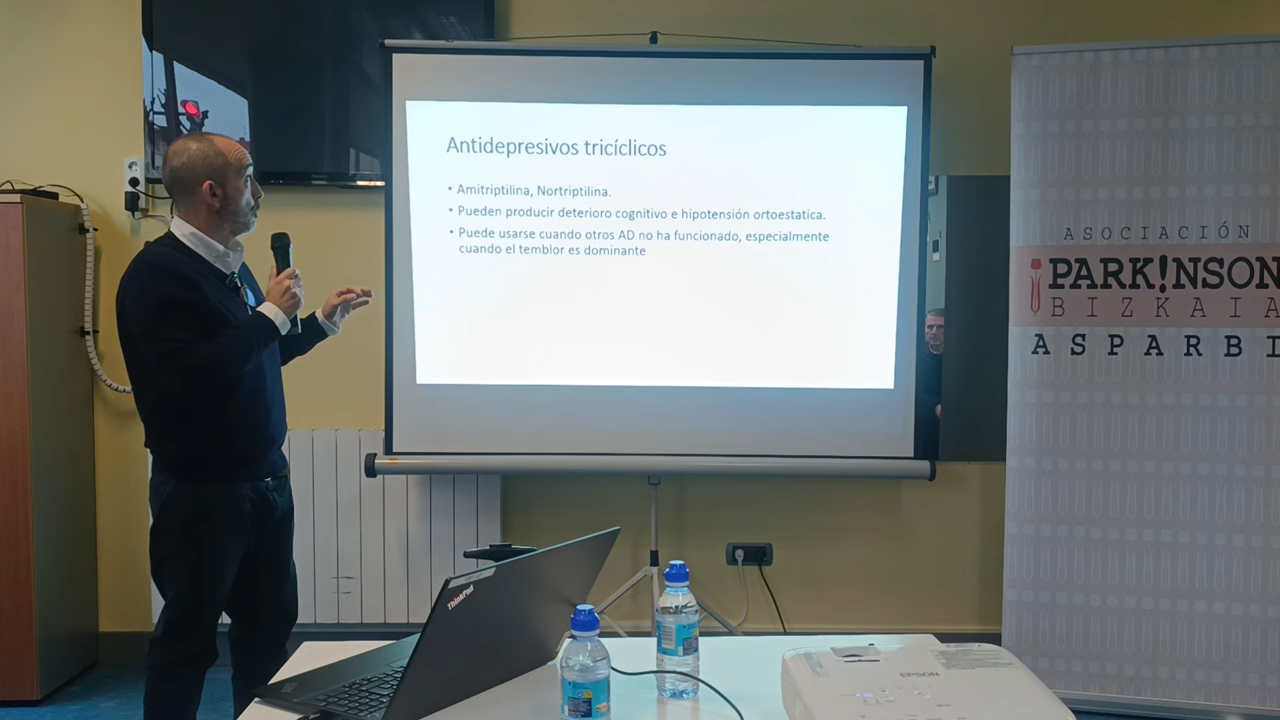 Antidepresivos tricíclicos
• Amitriptilina, Nortriptilina.
• Pueden producir deterioro cognitivo e hipotensión ortoestatica.
• Puede usarse cuando otros AD no ha funcionado, especialmente
cuando el temblor es dominante
ASOCIACIÓN
PARK!NSON
BIZKAIA
ASPARBI
ThinkPad
EPSON